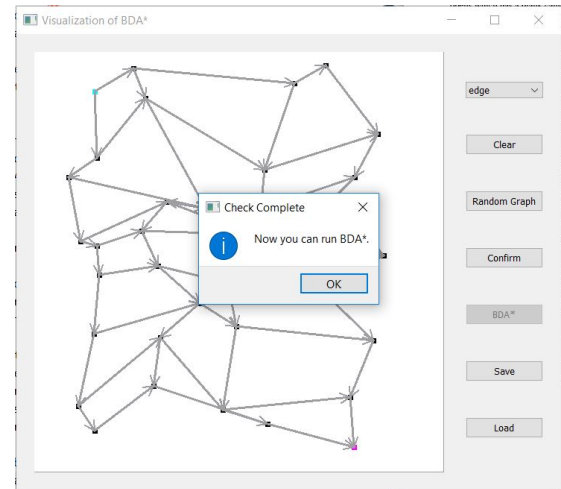 Visualization of BDA*
edge
Clear
Random Graph
Check Complete
Now you can run BDA*.
OK
Confirm
BDA*
Save
Load